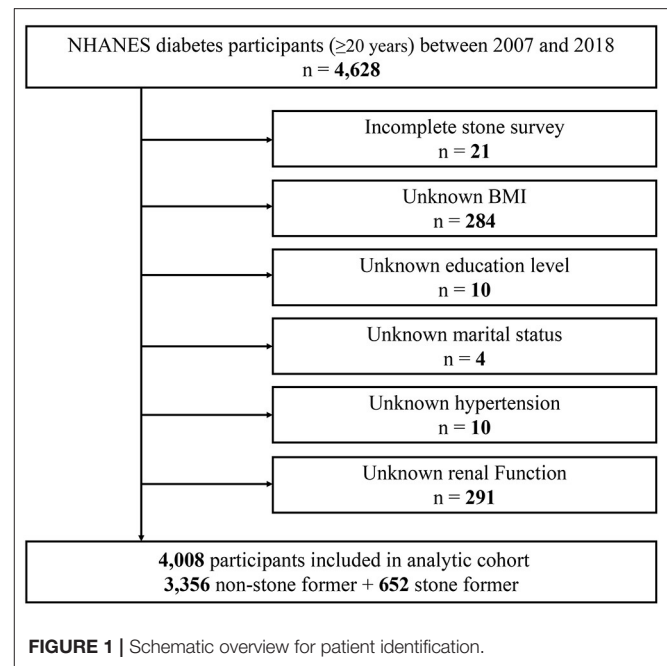 NHANES diabetes participants (≥20 years) between 2007 and 2018
n = 4,628
Incomplete stone survey
n = 21
Unknown BMI
n = 284
Unknown education level
n = 10
Unknown marital status
n = 4
Unknown hypertension
n = 10
Unknown renal Function
n = 291
4,008 participants included in analytic cohort
3,356 non-stone former + 652 stone former
FIGURE 1 | Schematic overview for patient identification.